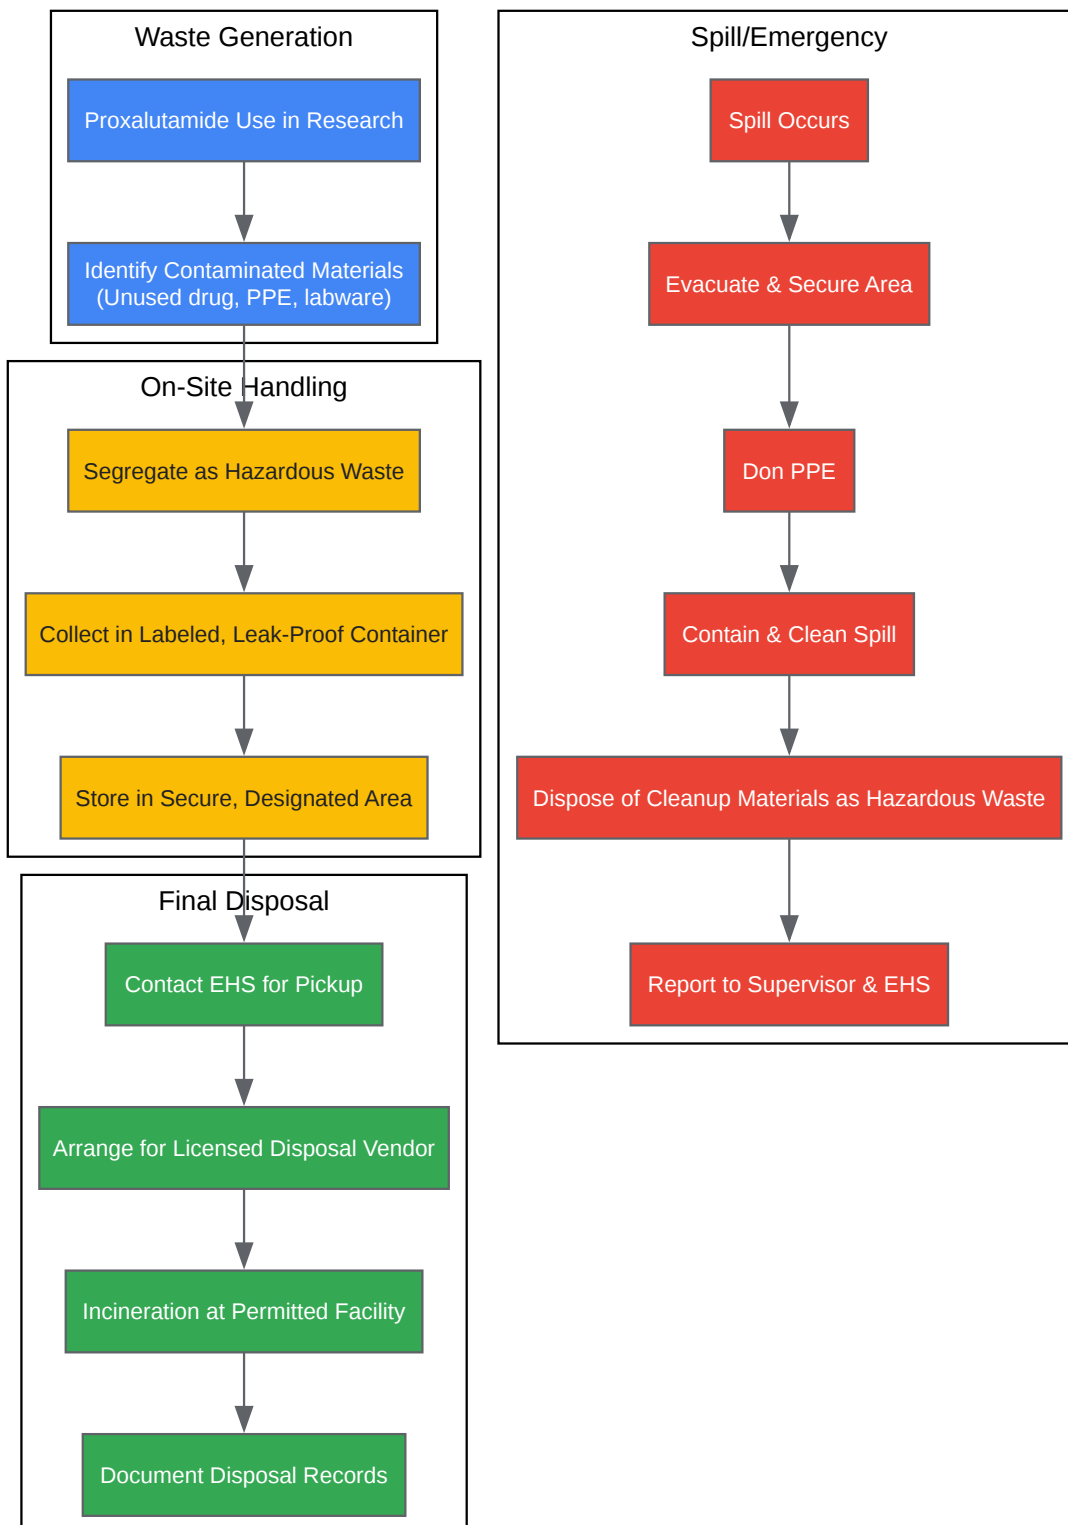 Waste Generation
Proxalutamide Use in Research
Identify Contaminated Materials
(Unused drug, PPE, labware)
On-Site Handling
Segregate as Hazardous Waste
Collect in Labeled, Leak-Proof Container
Store in Secure, Designated Area
Final Disposal
Contact EHS for Pickup
Arrange for Licensed Disposal Vendor
Incineration at Permitted Facility
Document Disposal Records
Spill/Emergency
Spill Occurs
Evacuate & Secure Area
Don PPE
Contain & Clean Spill
Dispose of Cleanup Materials as Hazardous Waste
Report to Supervisor & EHS